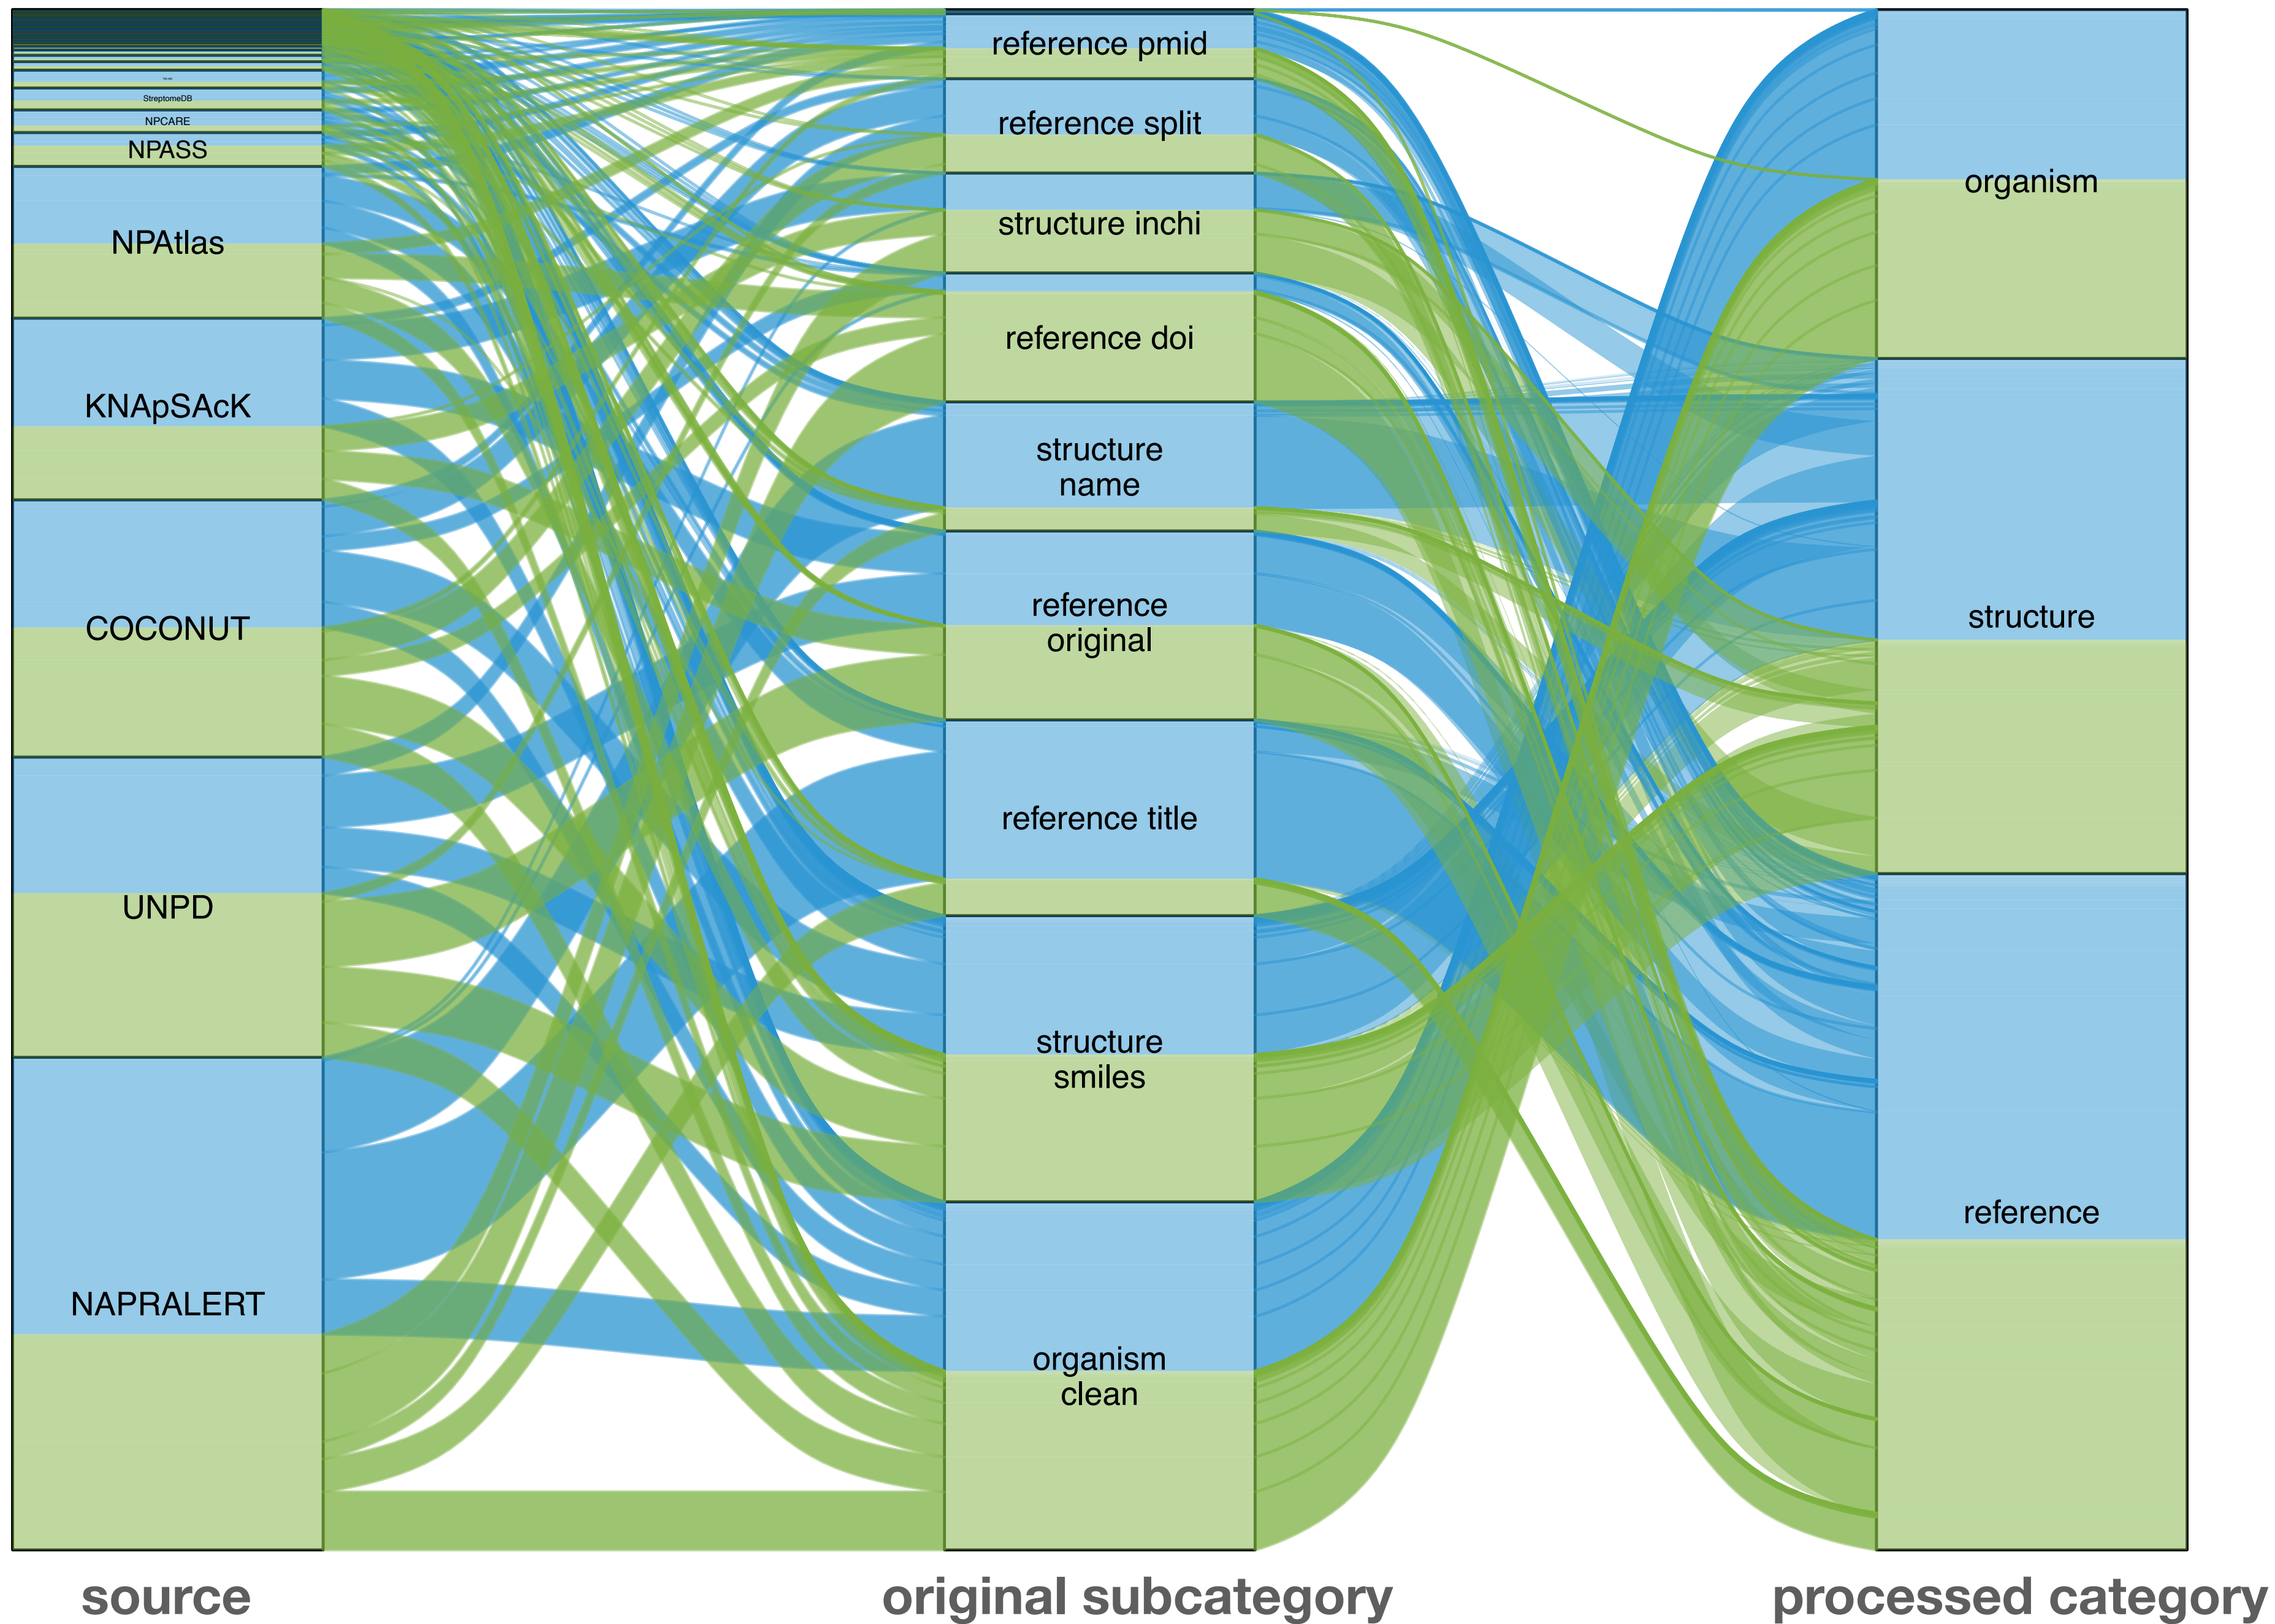 StreptomeDB
NPCARE
NPASS
NPAtlas
KNApSAcK
COCONUT
UNPD
NAPRALERT
reference pmid
reference split
structure inchi
reference doi
structure
name
reference
original
reference title
structure
smiles
organism
clean
organism
structure
reference
source
original subcategory
processed category